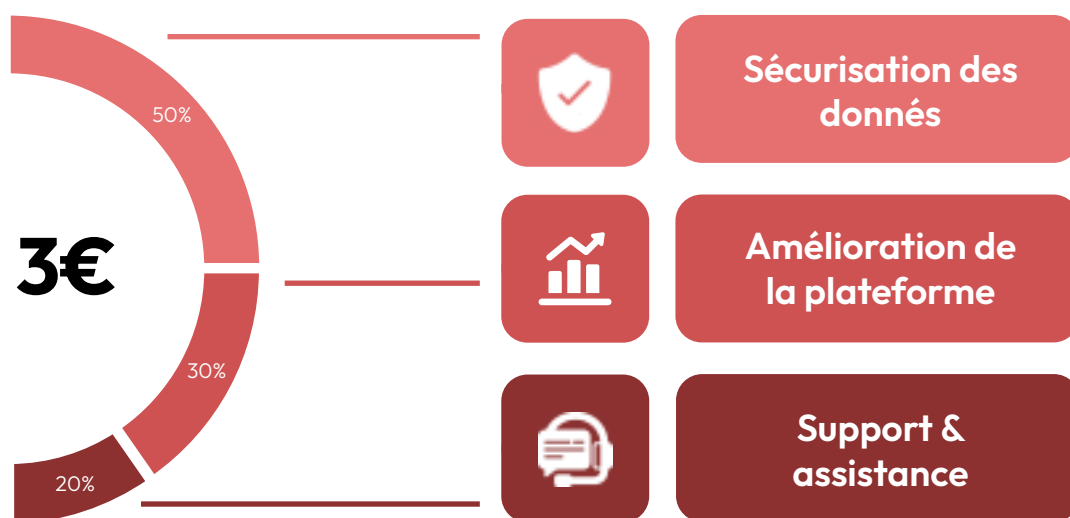 50%
3€
30%
20%
Sécurisation des
donnés
Amélioration de
la plateforme
Support &
assistance